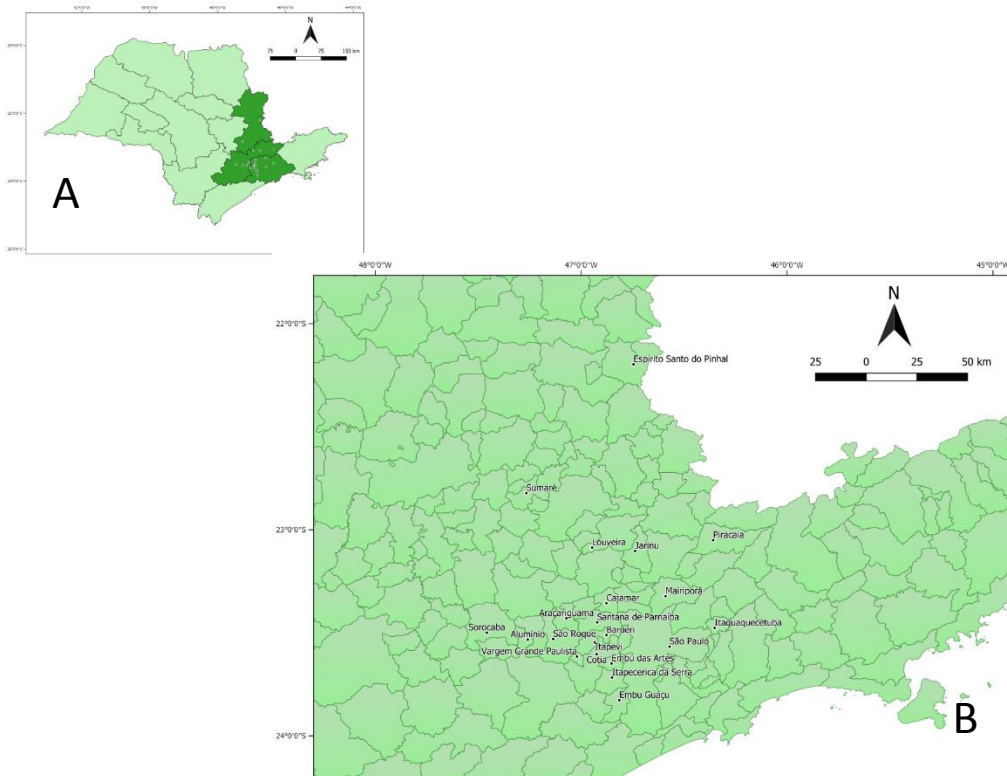 N
75 0 75 150 km
A
48°0'0"W 47°0'0"W 46°0'0"W 45°0'0"W
22°0'0"S
N
Espirito Santo do Pinhal
25 0 25 50 km
Sumaré
23°0'0"S
Louveira
Jarinu
Piracaia
Cajamar
Mairiporã
Araçariguama
Santana de Parnaíba
Itaquaquecetuba
Sorocaba
Alumínio
São Roque
Barueri
Itapevi
São Paulo
Vargem Grande Paulista
Cotia
Embu das Artes
Itapecerica da Serra
Embu Guaçu
24°0'0"S
B